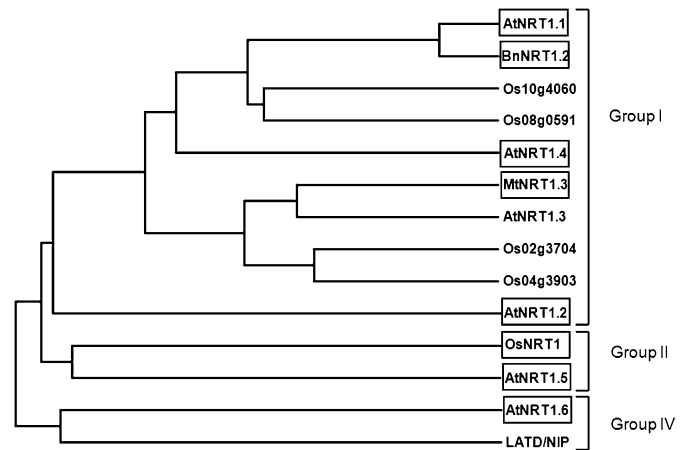 AtNRT1.1
BnNRT1.2
Os10g4060
Os08g0591
Group I
AtNRT1.4
MtNRT1.3
AtNRT1.3
Os02g3704
Os04g3903
AtNRT1.2
OsNRT1
Group II
AtNRT1.5
AtNRT1.6
Group IV
LATD/NIP